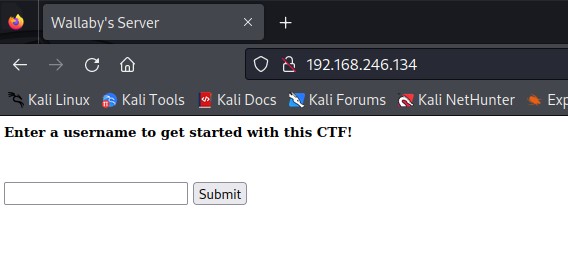 Wallaby's Server
192.168.246.134
Kali Linux Kali Tools Kali Docs Kali Forums Kali NetHunter Exp
Enter a username to get started with this CTF!
Submit